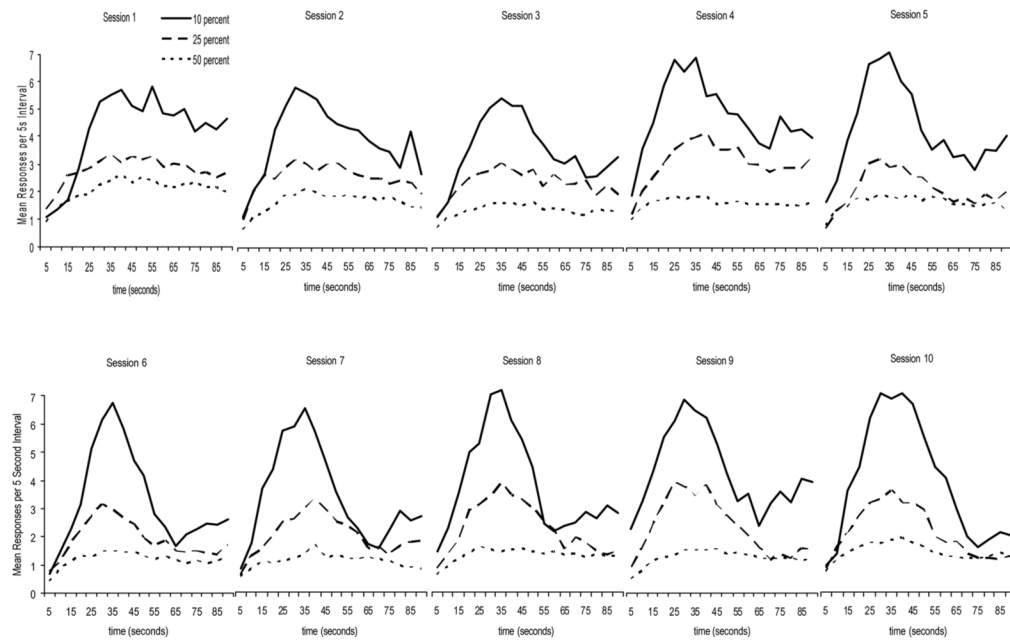 Session 1
10 percent
25 percent
50 percent
Session 2
Session 3
Session 4
Session 5
Mean Responses per 5s Interval
7
6
5
4
3
2
1
0
5 15 25 35 45 55 65 75 85
5 15 25 35 45 55 65 75 85
5 15 25 35 45 55 65 75 85
5 15 25 35 45 55 65 75 85
5 15 25 35 45 55 65 75 85
time (seconds)
time (seconds)
time (seconds)
time (seconds)
time (seconds)
Session 6
Session 7
Session 8
Session 9
Session 10
Mean Responses per 5 Second Interval
7
6
5
4
3
2
1
0
5 15 25 35 45 55 65 75 85
5 15 25 35 45 55 65 75 85
5 15 25 35 45 55 65 75 85
5 15 25 35 45 55 65 75 85
5 15 25 35 45 55 65 75 85
time (seconds)
time (seconds)
time (seconds)
time (seconds)
time (seconds)